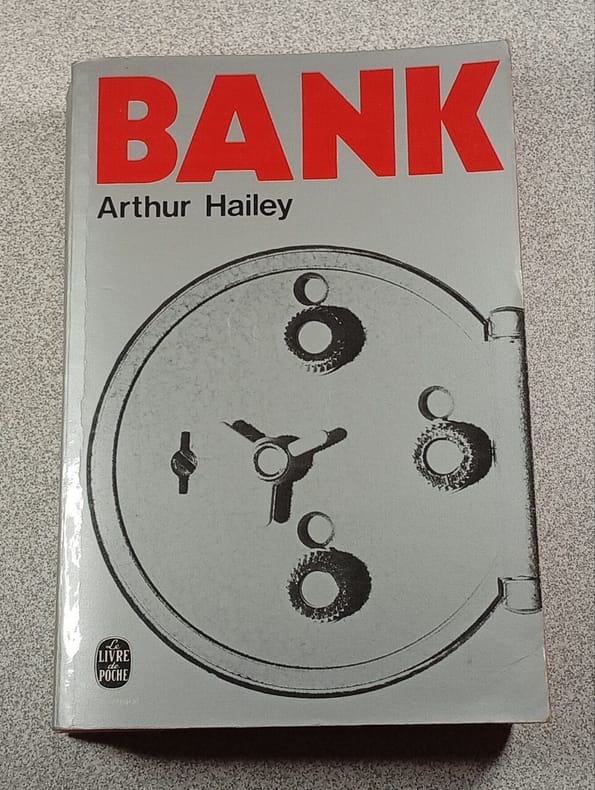 BANK
Arthur Hailey
Le
LIVRE
de
POCHE